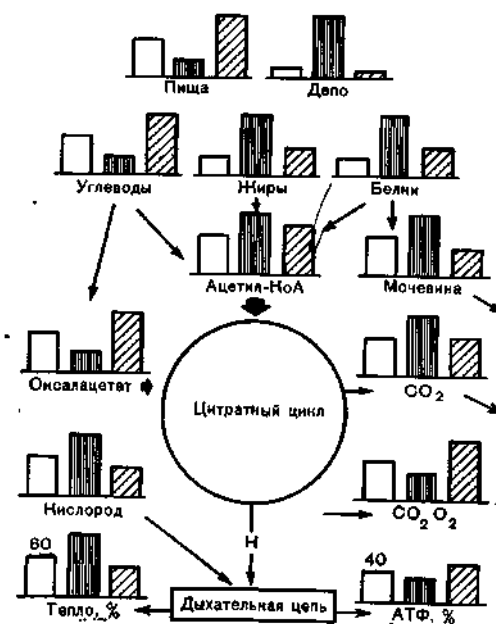 Пища Депо
Углеводы Жиры Белки
Ацетил-КоА Мочевина
Оксалацетат
Цитратный цикл
CO2
Кислород
CO2 O2
H
60
40
Тепло, %
Дыхательная цепь
АТФ, %